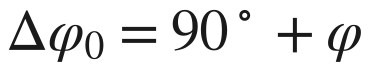 Δφ₀ = 90° + φ